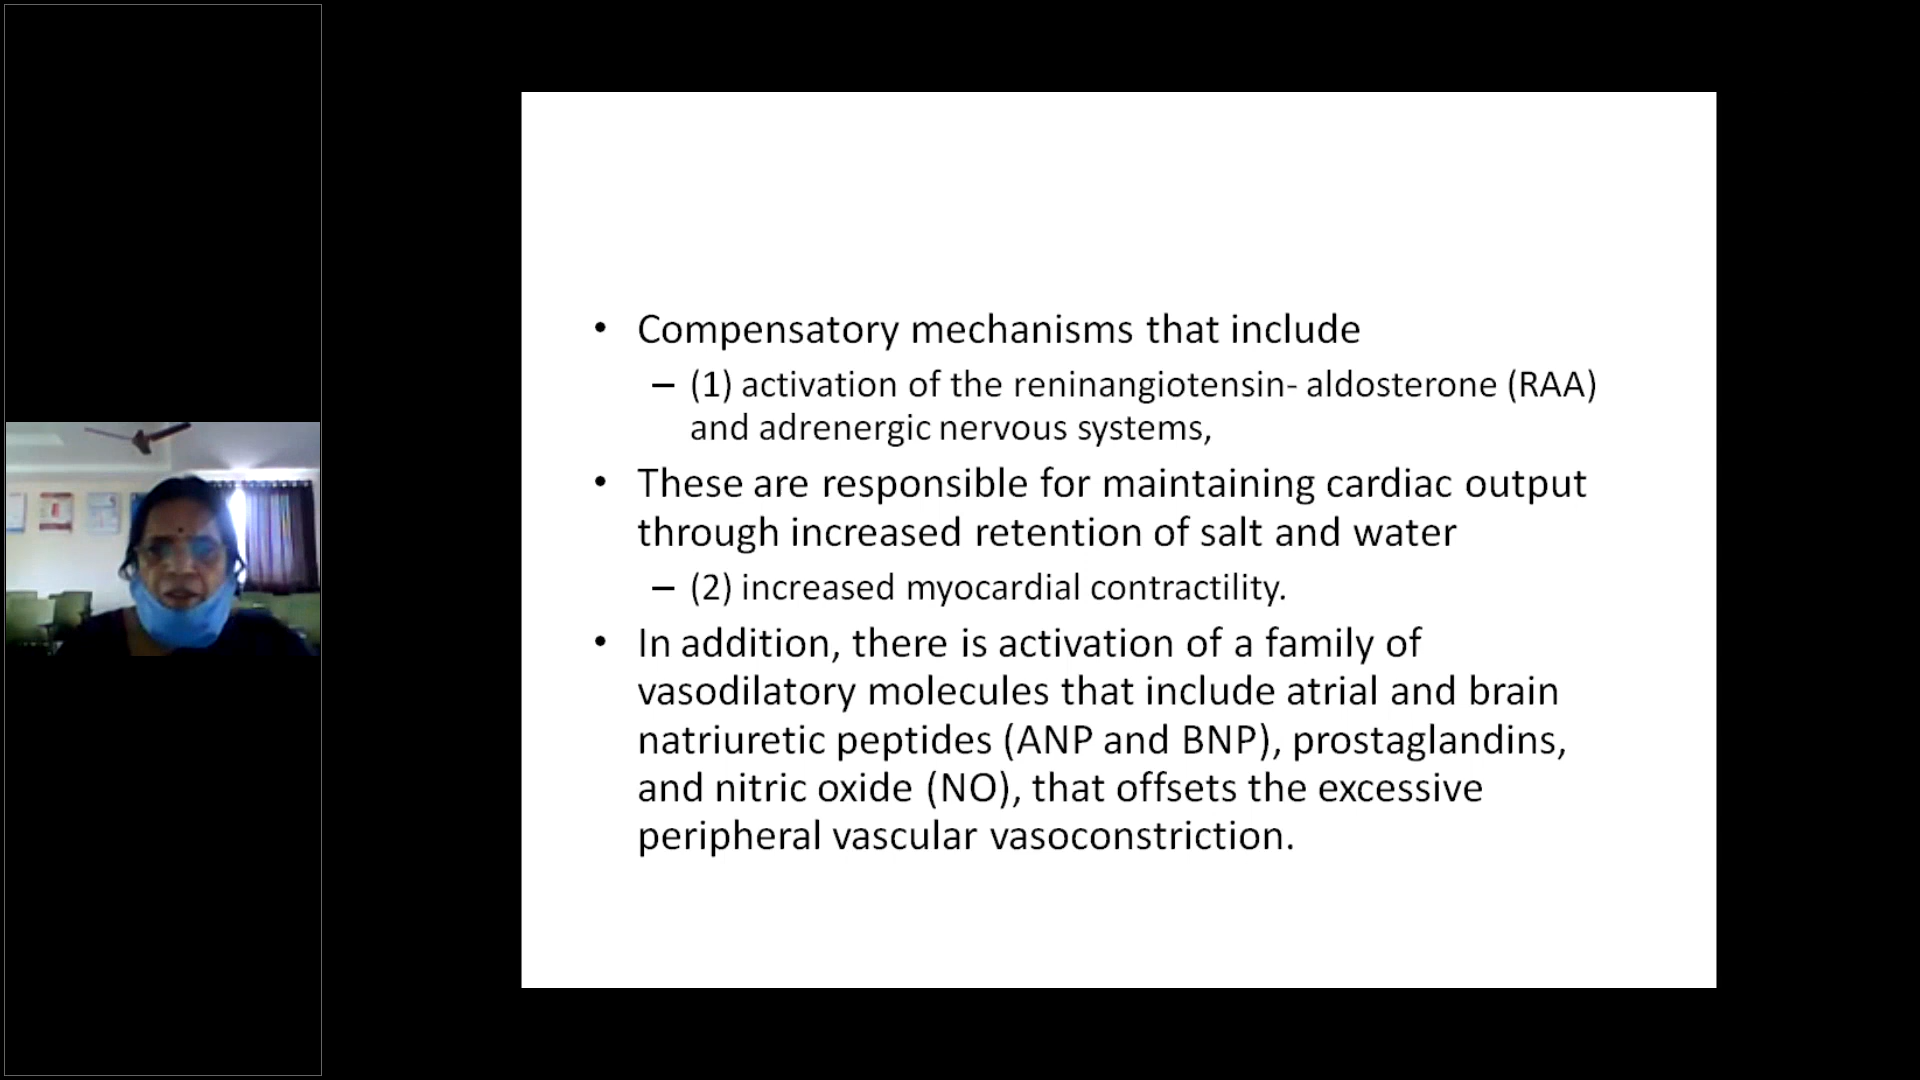 • Compensatory mechanisms that include
– (1) activation of the reninangiotensin- aldosterone (RAA)
and adrenergic nervous systems,
• These are responsible for maintaining cardiac output
through increased retention of salt and water
– (2) increased myocardial contractility.
• In addition, there is activation of a family of
vasodilatory molecules that include atrial and brain
natriuretic peptides (ANP and BNP), prostaglandins,
and nitric oxide (NO), that offsets the excessive
peripheral vascular vasoconstriction.